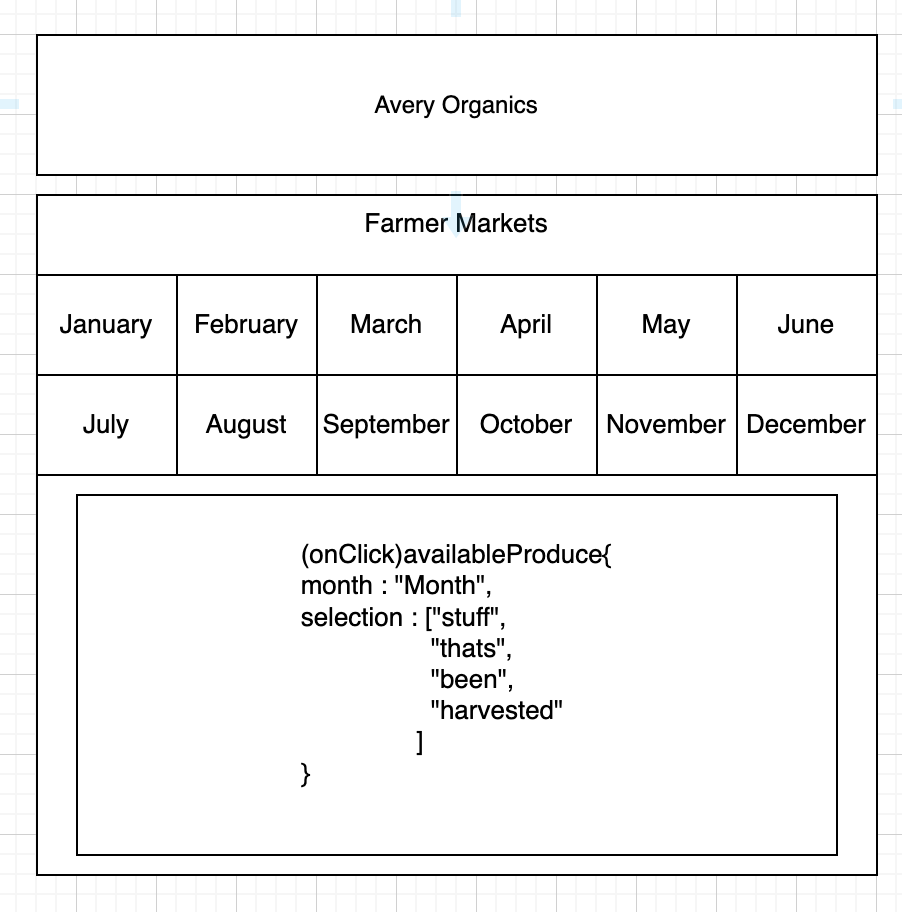 Avery Organics
Farmer Markets
January February March April May June
July August September October November December
(onClick)availableProduce{
month : "Month",
selection : ["stuff",
"thats",
"been",
"harvested"
]
}